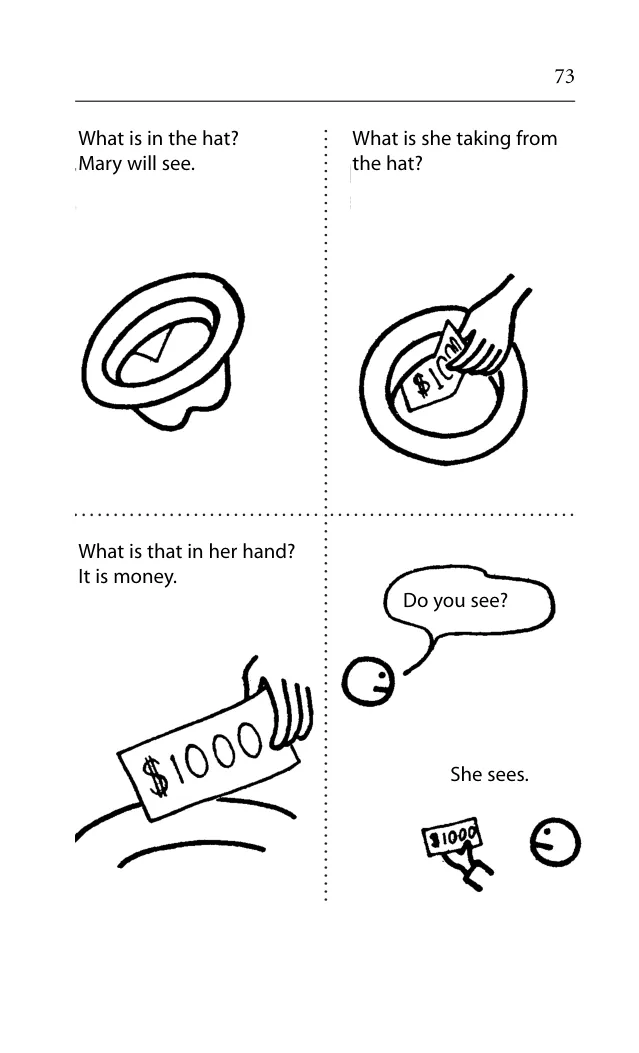 73
What is in the hat?
Mary will see.
What is she taking from
the hat?
$1000
What is that in her hand?
It is money.
$1000
Do you see?
She sees.
$1000